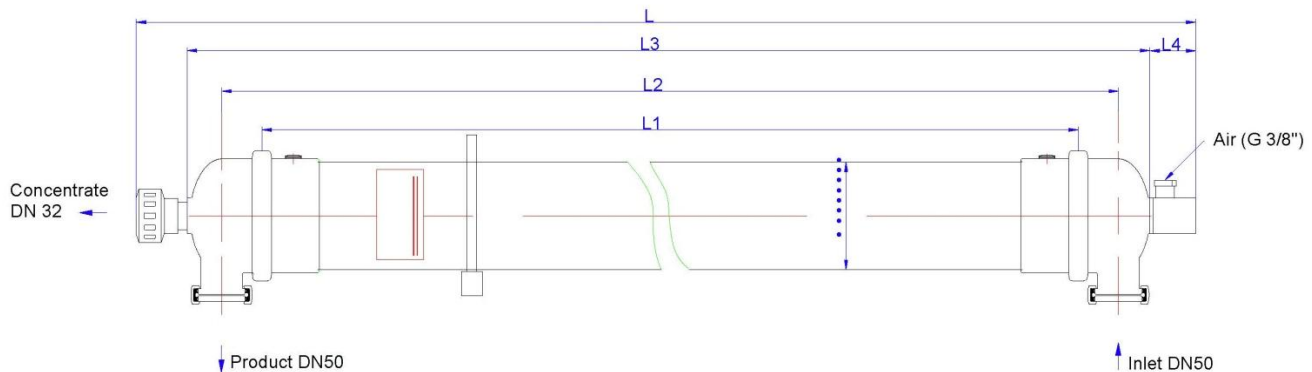 L
L3
L4
L2
L1
Air (G 3/8")
Concentrate
DN 32
Product DN50
Inlet DN50